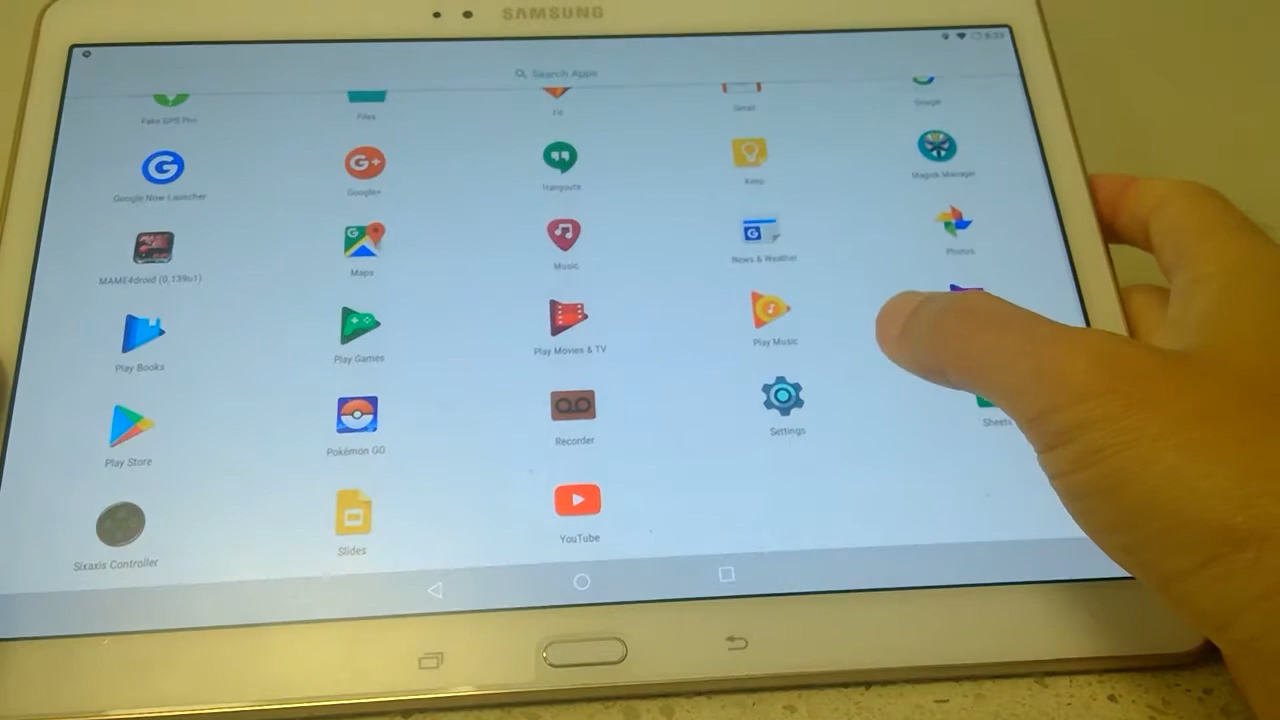 SAMSUNG
Search Apps
Fake GPS Pro
Files
Fit
Gmail
Google
Google Now Launcher
Google+
Hangouts
Keep
Magisk Manager
MAME4droid (0.139u1)
Maps
Music
News & Weather
Photos
Play Books
Play Games
Play Movies & TV
Play Music
Play Store
Pokémon GO
Recorder
Settings
Sheets
Sixaxis Controller
Slides
YouTube